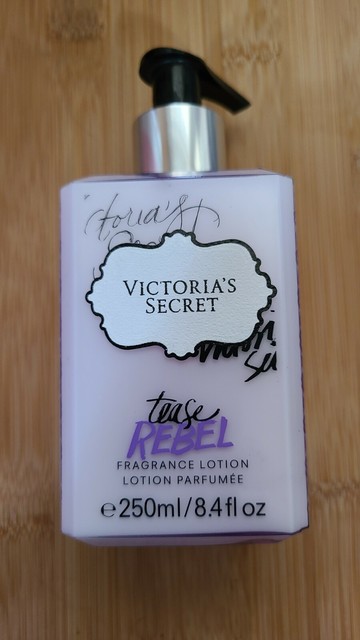 VICTORIA'S
SECRET
tease
REBEL
FRAGRANCE LOTION
LOTION PARFUMÉE
℮250ml/8.4fl oz